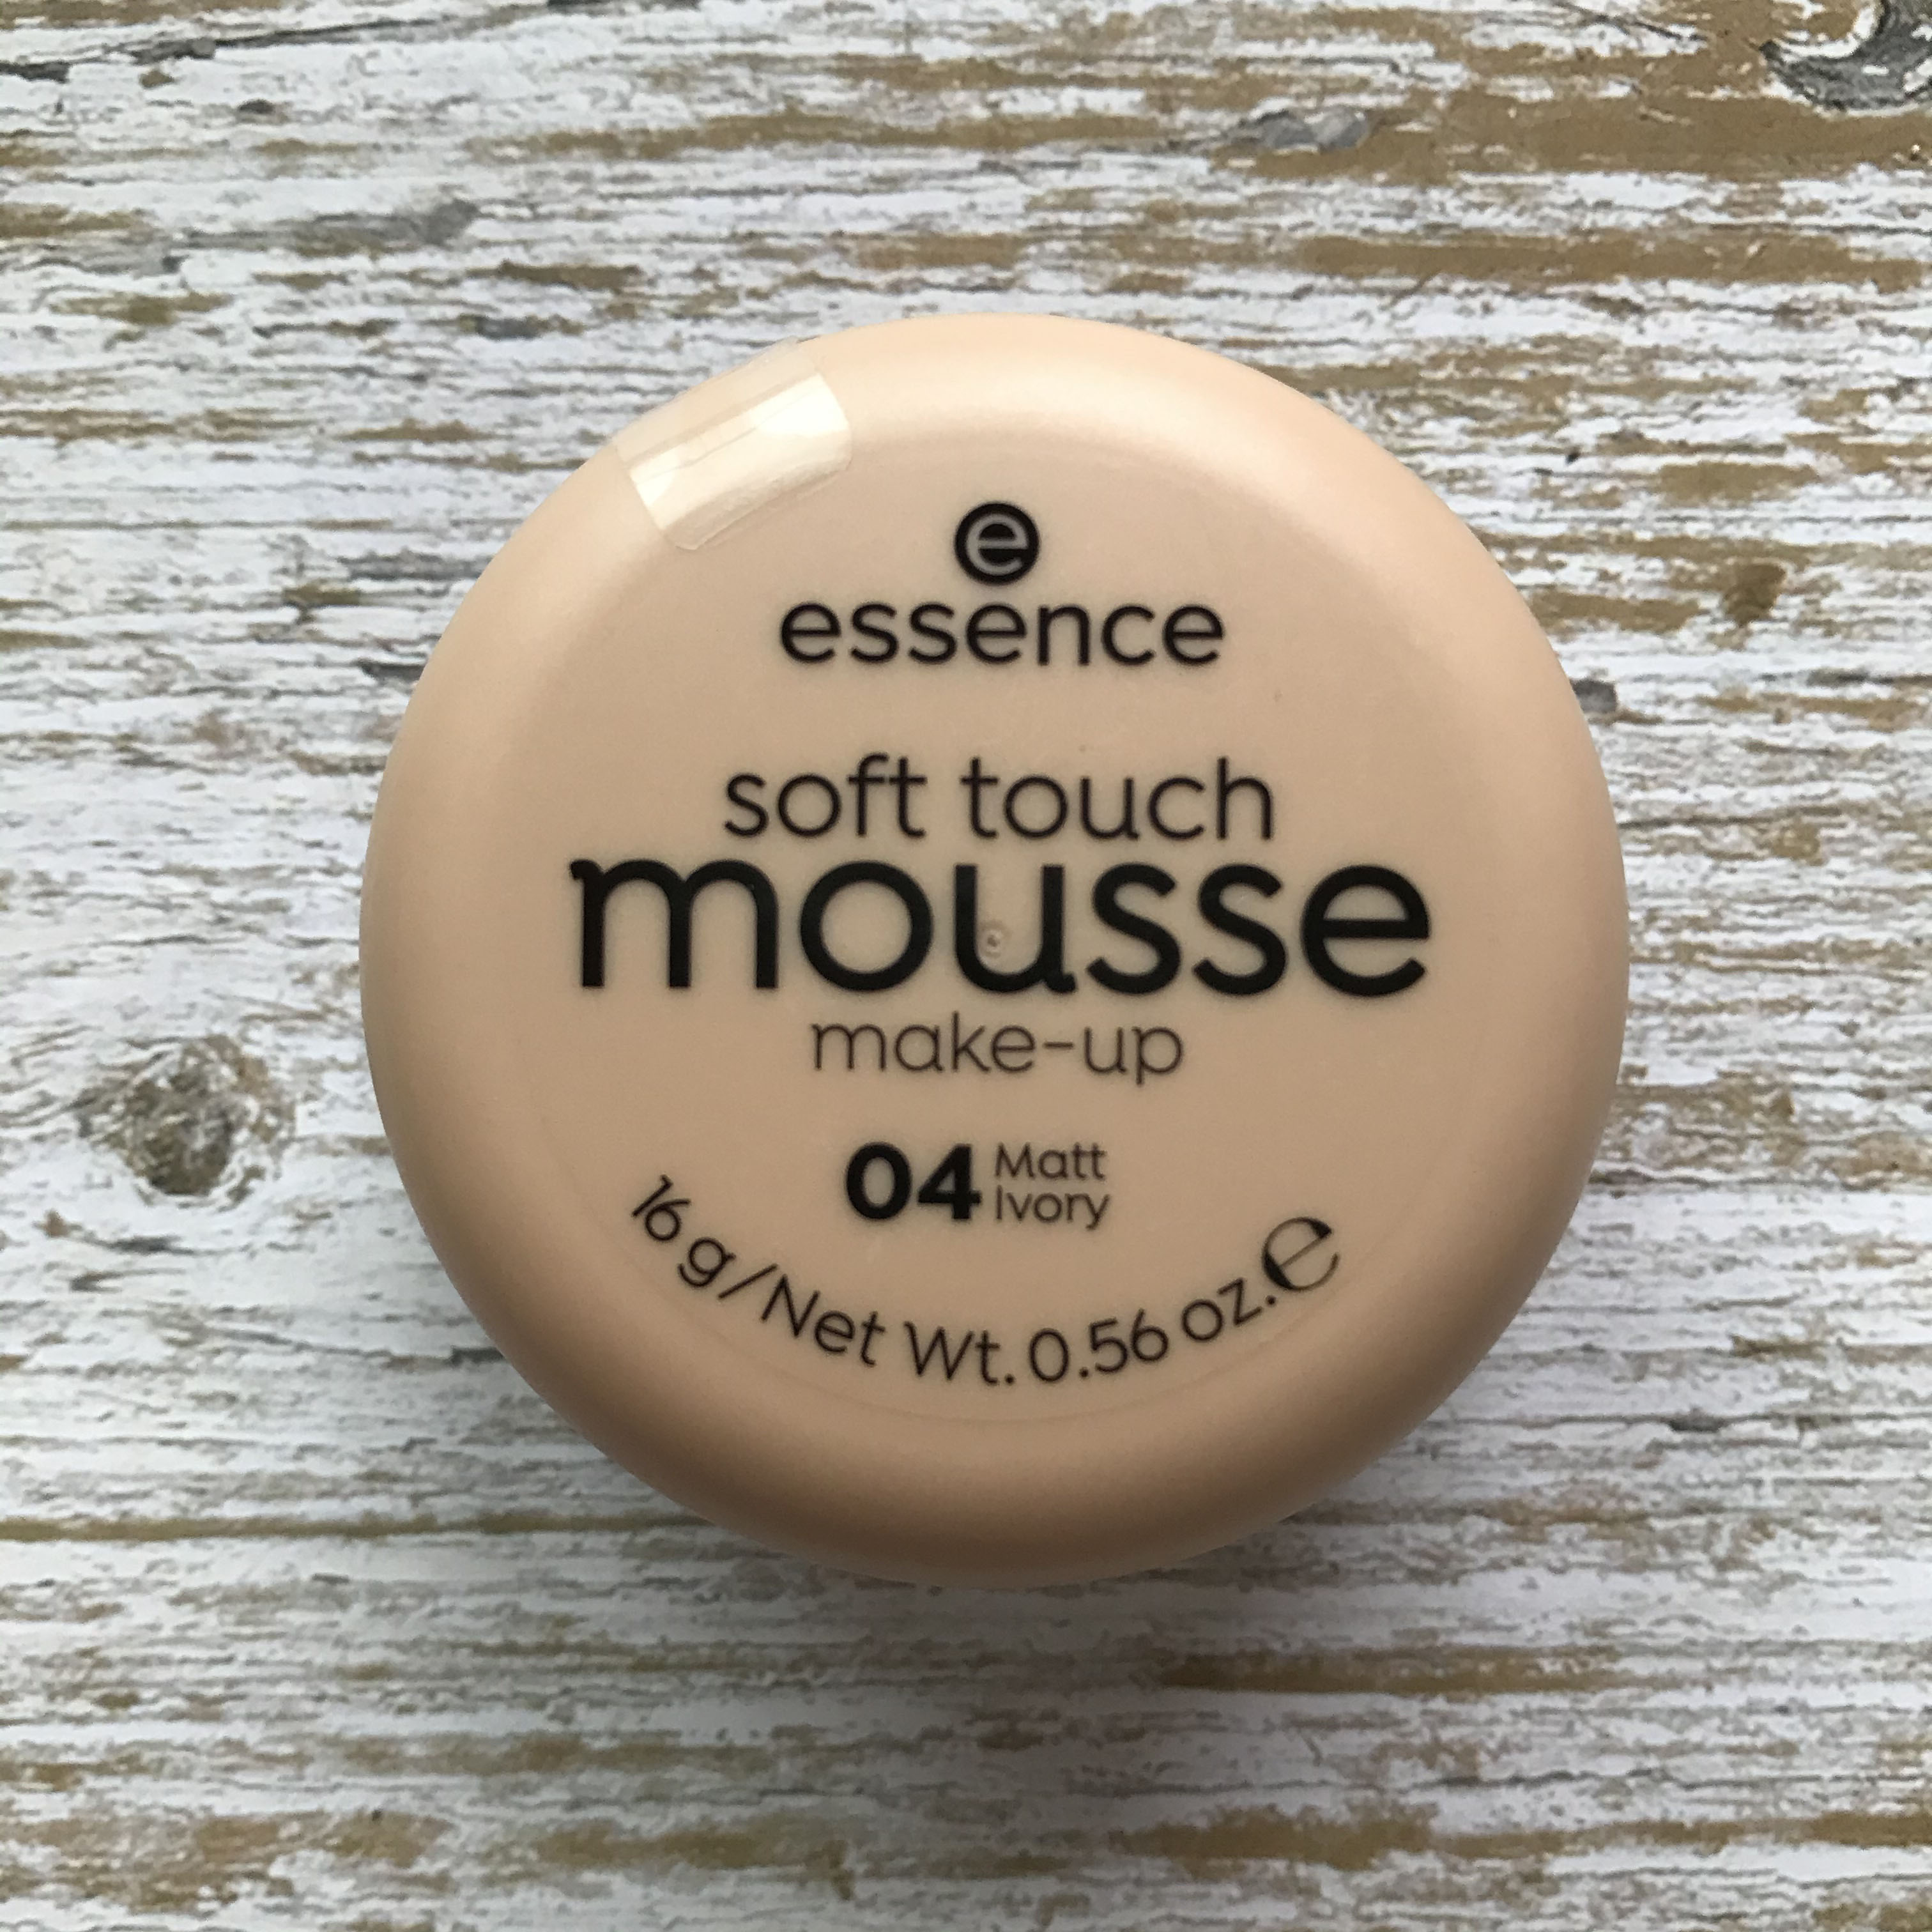 e
essence
soft touch
mousse
make-up
04 Matt
Ivory
16 g/Net Wt. 0.56 oz. ℮